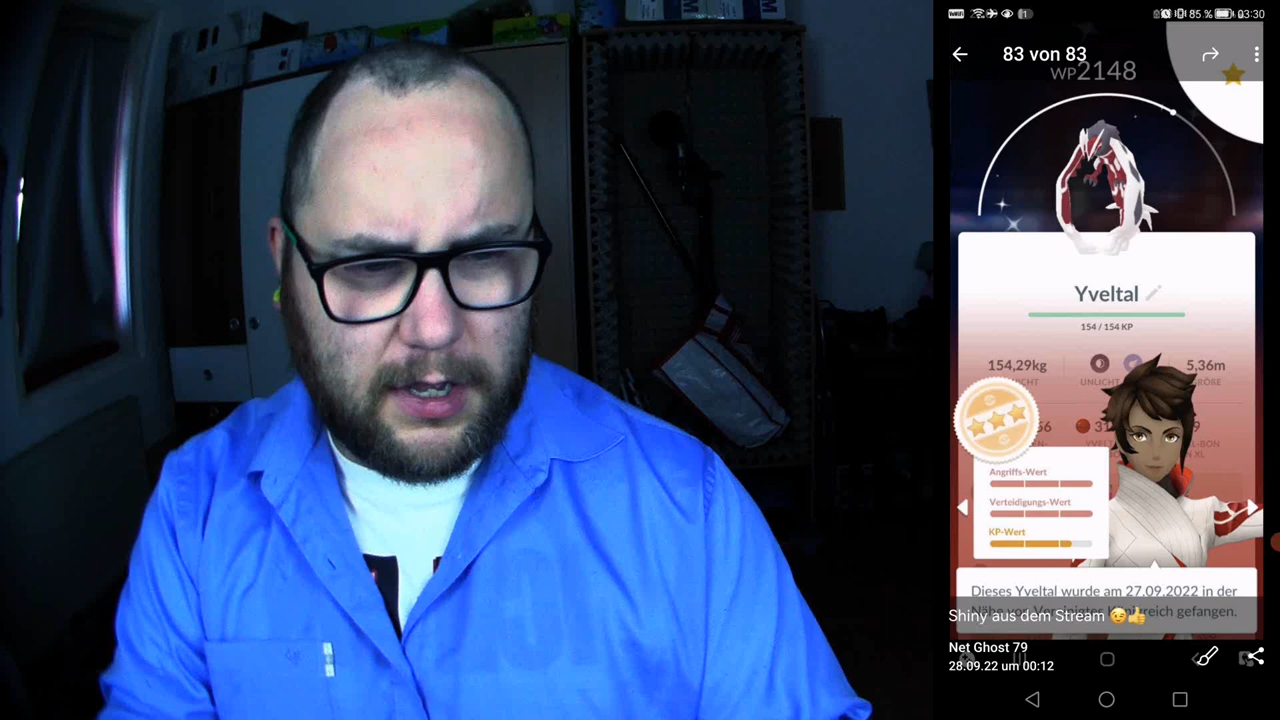 85 %
03:30
83 von 83
WP2148
Yveltal
154 / 154 KP
154,29kg
5,36m
UNLICHT
Angriffs-Wert
Verteidigungs-Wert
KP-Wert
Dieses Yveltal wurde am 27.09.2022 in der
gefangen.
Shiny aus dem Stream 😉👍
Net Ghost 79
28.09.22 um 00:12